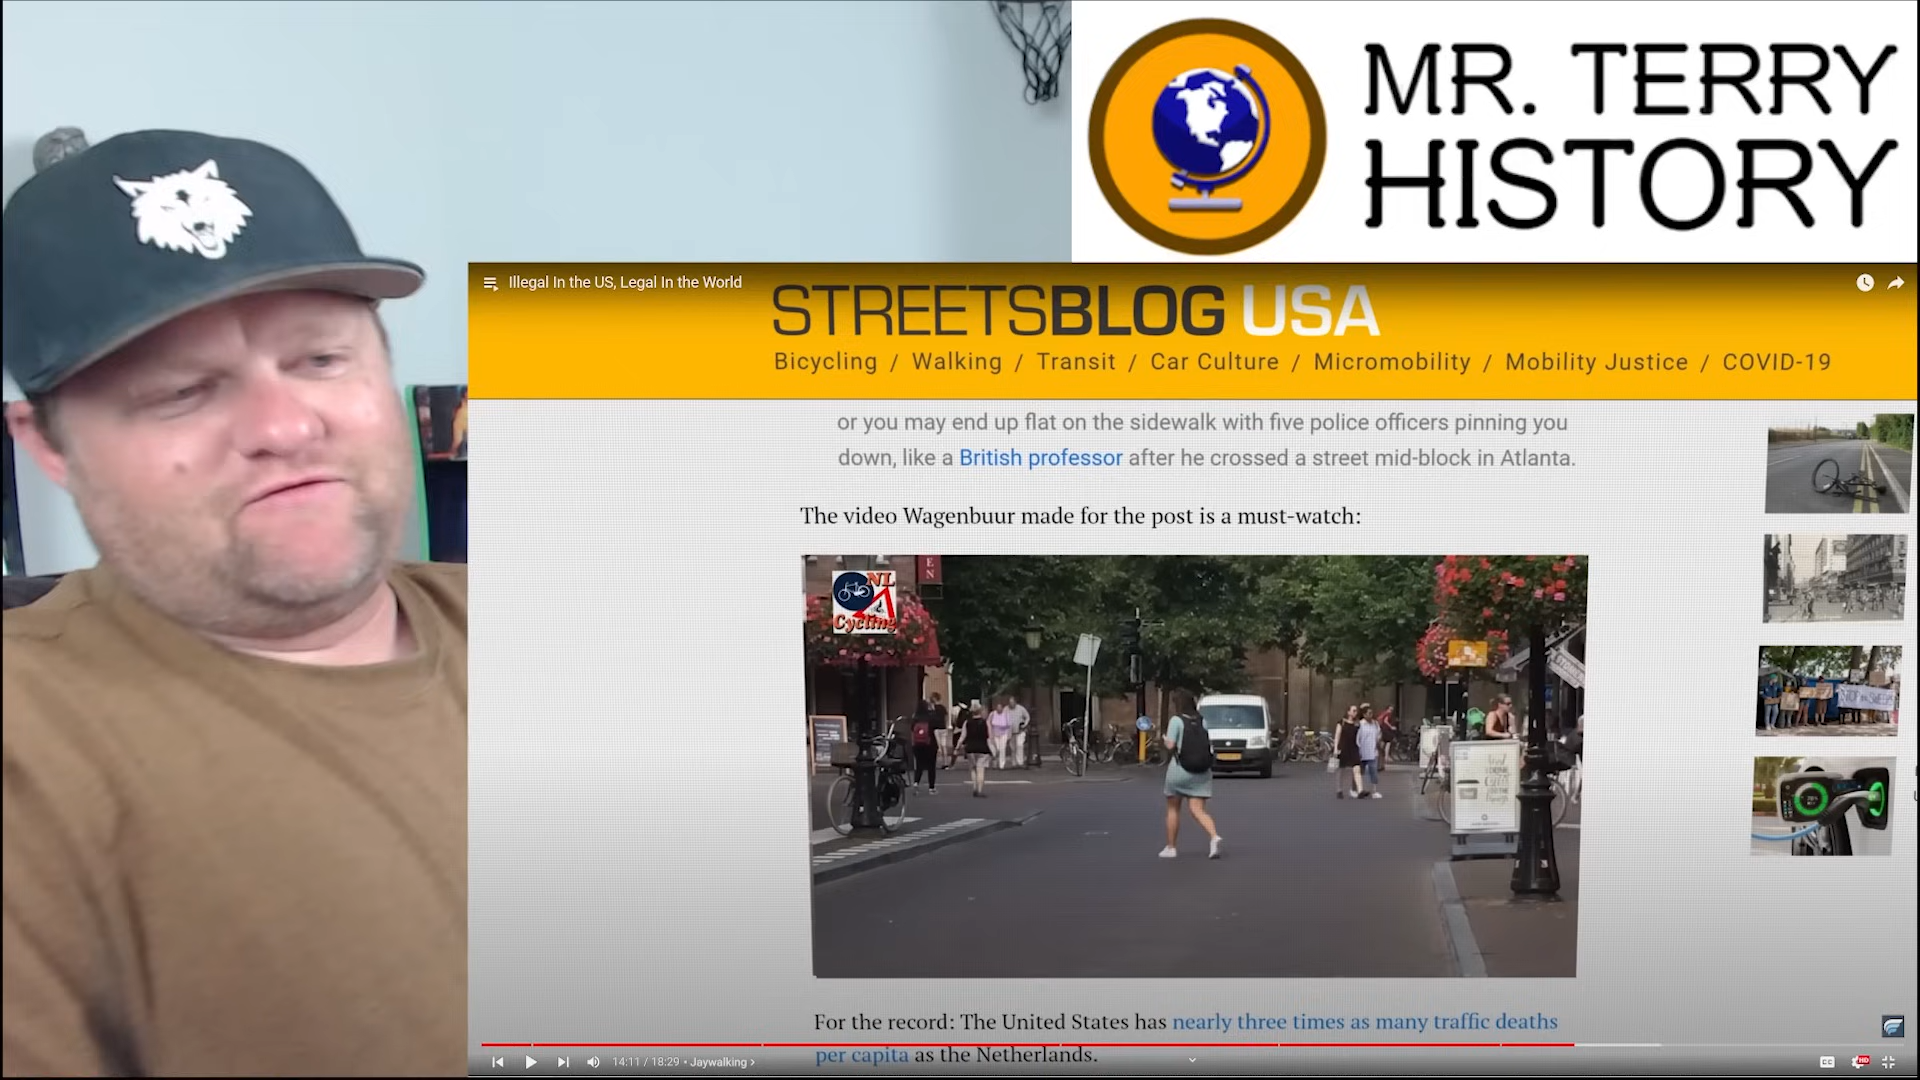 MR. TERRY
HISTORY
Illegal In the US, Legal In the World
STREETSBLOG USA
Bicycling / Walking / Transit / Car Culture / Micromobility / Mobility Justice / COVID-19
or you may end up flat on the sidewalk with five police officers pinning you
down, like a British professor after he crossed a street mid-block in Atlanta.
The video Wagenbuur made for the post is a must-watch:
EN
NL
Cycling
For the record: The United States has nearly three times as many traffic deaths
per capita as the Netherlands.
14:11 / 18:29 • Jaywalking >
CC
HD